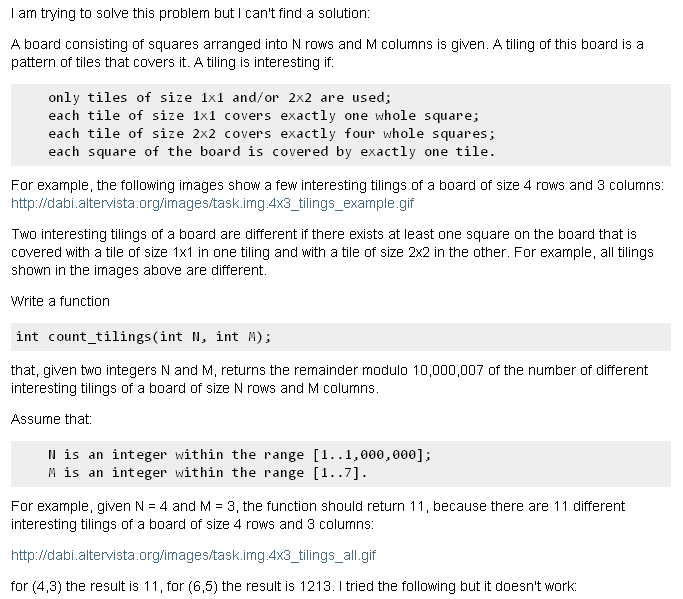 I am trying to solve this problem but I can't find a solution:
A board consisting of squares arranged into N rows and M columns is given. A tiling of this board is a
pattern of tiles that covers it. A tiling is interesting if:
only tiles of size 1x1 and/or 2x2 are used;
each tile of size 1x1 covers exactly one whole square;
each tile of size 2x2 covers exactly four whole squares;
each square of the board is covered by exactly one tile.
For example, the following images show a few interesting tilings of a board of size 4 rows and 3 columns:
http://dabi.altervista.org/images/task.img.4x3_tilings_example.gif
Two interesting tilings of a board are different if there exists at least one square on the board that is
covered with a tile of size 1x1 in one tiling and with a tile of size 2x2 in the other. For example, all tilings
shown in the images above are different.
Write a function
int count_tilings(int N, int M);
that, given two integers N and M, returns the remainder modulo 10,000,007 of the number of different
interesting tilings of a board of size N rows and M columns.
Assume that:
N is an integer within the range [1..1,000,000];
M is an integer within the range [1..7].
For example, given N = 4 and M = 3, the function should return 11, because there are 11 different
interesting tilings of a board of size 4 rows and 3 columns:
http://dabi.altervista.org/images/task.img.4x3_tilings_all.gif
for (4,3) the result is 11, for (6,5) the result is 1213. I tried the following but it doesn't work: